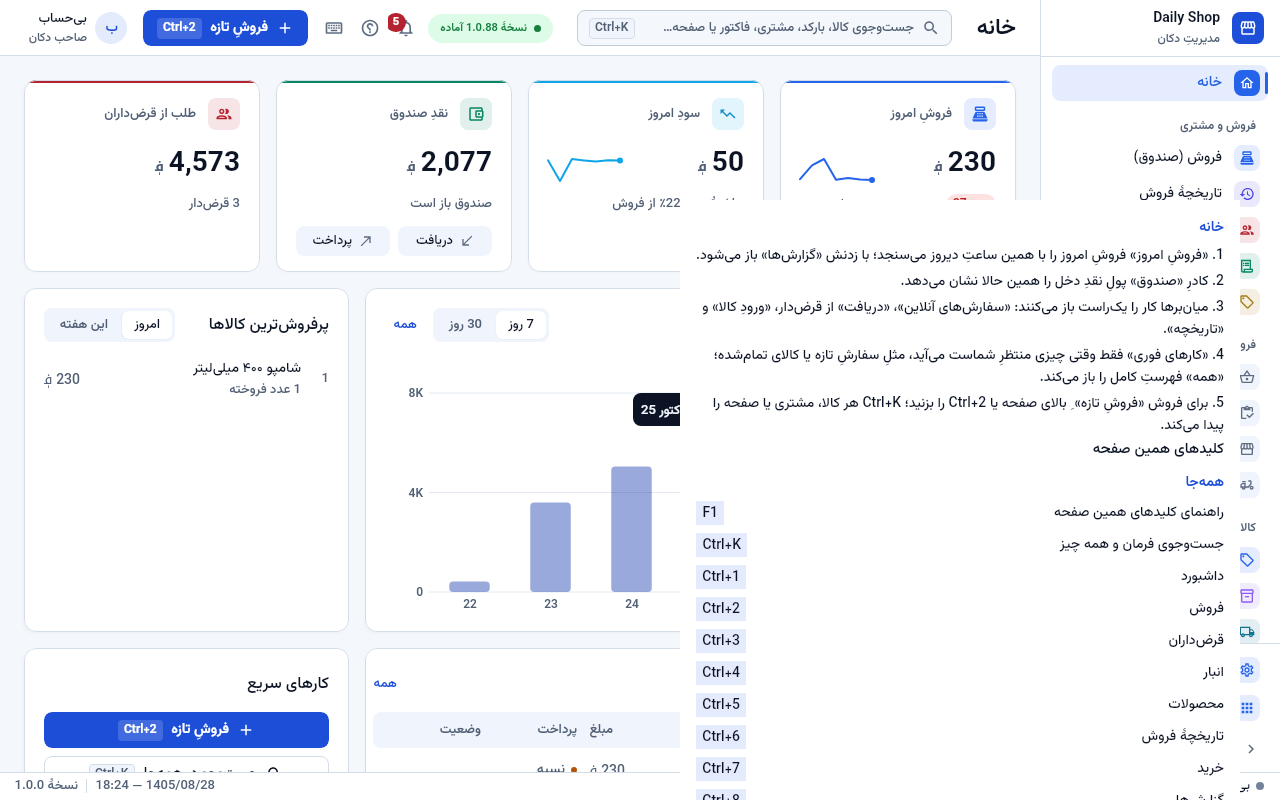 Daily Shop
مدیریتِ دکان
خانه
فروش و مشتری
فروش (صندوق)
تاریخچهٔ فروش
کالا
خانه
جست‌وجوی کالا، بارکد، مشتری، فاکتور یا صفحه…
Ctrl+K
نسخهٔ 1.0.88 آماده
5
فروشِ تازه
Ctrl+2
بی‌حساب
صاحب دکان
ب
فروشِ امروز
230 ؋
سودِ امروز
50 ؋
22٪ از فروش
نقدِ صندوق
2,077 ؋
صندوق باز است
دریافت
پرداخت
طلب از قرض‌داران
4,573 ؋
3 قرض‌دار
خانه
1. «فروشِ امروز» فروشِ امروز را با همین ساعتِ دیروز می‌سنجد؛ با زدنش «گزارش‌ها» باز می‌شود.
2. کادرِ «صندوق» پولِ نقدِ دخل را همین حالا نشان می‌دهد.
3. میان‌برها کار را یک‌راست باز می‌کنند: «سفارش‌های آنلاین»، «دریافت» از قرض‌دار، «ورودِ کالا» و
«تاریخچه».
4. «کارهای فوری» فقط وقتی چیزی منتظرِ شماست می‌آید، مثلِ سفارشِ تازه یا کالای تمام‌شده؛
«همه» فهرستِ کامل را باز می‌کند.
5. برای فروش «فروشِ تازه»ِ بالای صفحه یا Ctrl+2 را بزنید؛ Ctrl+K هر کالا، مشتری یا صفحه را
پیدا می‌کند.
کلیدهای همین صفحه
همه‌جا
راهنمای کلیدهای همین صفحه F1
جست‌وجوی فرمان و همه چیز Ctrl+K
داشبورد Ctrl+1
فروش Ctrl+2
قرض‌داران Ctrl+3
انبار Ctrl+4
محصولات Ctrl+5
تاریخچهٔ فروش Ctrl+6
خرید Ctrl+7
7 روز
30 روز
همه
8K
4K
0
25
22
23
24
پرفروش‌ترین کالاها
امروز
این هفته
1
شامپو ۴۰۰ میلی‌لیتر
1 عدد فروخته
230 ؋
همه
مبلغ
پرداخت
وضعیت
230 ؋
نسیه
کارهای سریع
فروشِ تازه
Ctrl+2
1405/08/28 — 18:24
نسخهٔ 1.0.0